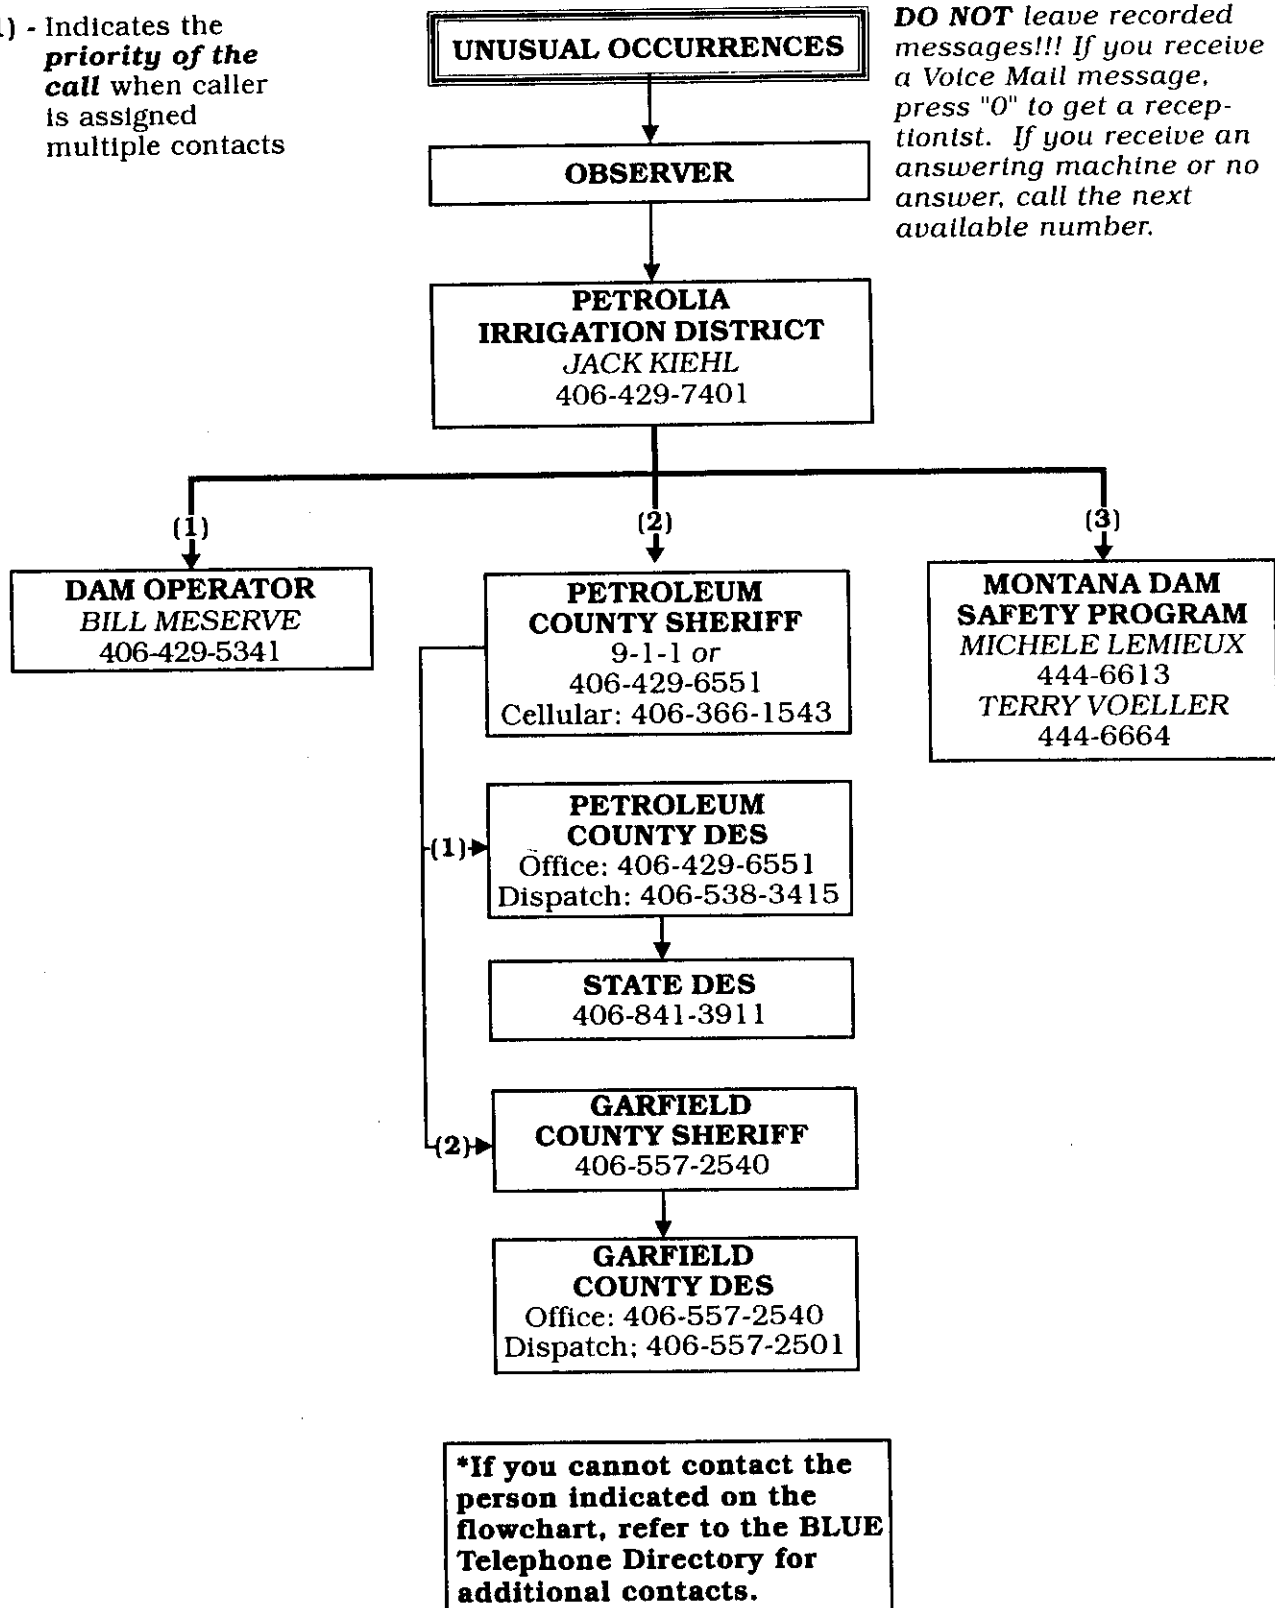 ) - Indicates the
priority of the
call when caller
is assigned
multiple contacts
UNUSUAL OCCURRENCES
DO NOT leave recorded
messages!!! If you receive
a Voice Mail message,
press "0" to get a recep-
tionist. If you receive an
answering machine or no
answer, call the next
available number.
OBSERVER
PETROLIA
IRRIGATION DISTRICT
JACK KIEHL
406-429-7401
(1)
(2)
(3)
DAM OPERATOR
BILL MESERVE
406-429-5341
PETROLEUM
COUNTY SHERIFF
9-1-1 or
406-429-6551
Cellular: 406-366-1543
MONTANA DAM
SAFETY PROGRAM
MICHELE LEMIEUX
444-6613
TERRY VOELLER
444-6664
(1)
PETROLEUM
COUNTY DES
Office: 406-429-6551
Dispatch: 406-538-3415
STATE DES
406-841-3911
(2)
GARFIELD
COUNTY SHERIFF
406-557-2540
GARFIELD
COUNTY DES
Office: 406-557-2540
Dispatch; 406-557-2501
*If you cannot contact the
person indicated on the
flowchart, refer to the BLUE
Telephone Directory for
additional contacts.